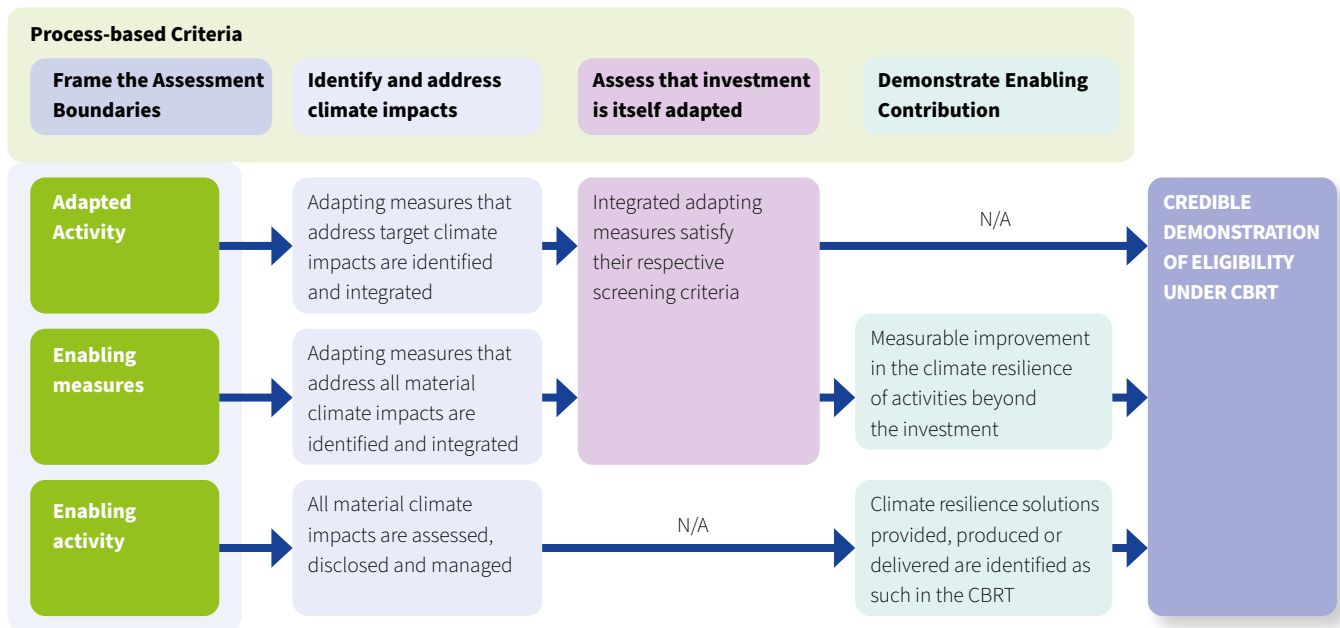 Process-based Criteria
Frame the Assessment
Boundaries
Identify and address
climate impacts
Assess that investment
is itself adapted
Demonstrate Enabling
Contribution
Adapted
Activity
Adapting measures that
address target climate
impacts are identified
and integrated
Integrated adapting
measures satisfy
their respective
screening criteria
N/A
CREDIBLE
DEMONSTRATION
OF ELIGIBILITY
UNDER CBRT
Enabling
measures
Adapting measures that
address all material
climate impacts are
identified and integrated
Measurable improvement
in the climate resilience
of activities beyond
the investment
Enabling
activity
All material climate
impacts are assessed,
disclosed and managed
N/A
Climate resilience solutions
provided, produced or
delivered are identified as
such in the CBRT